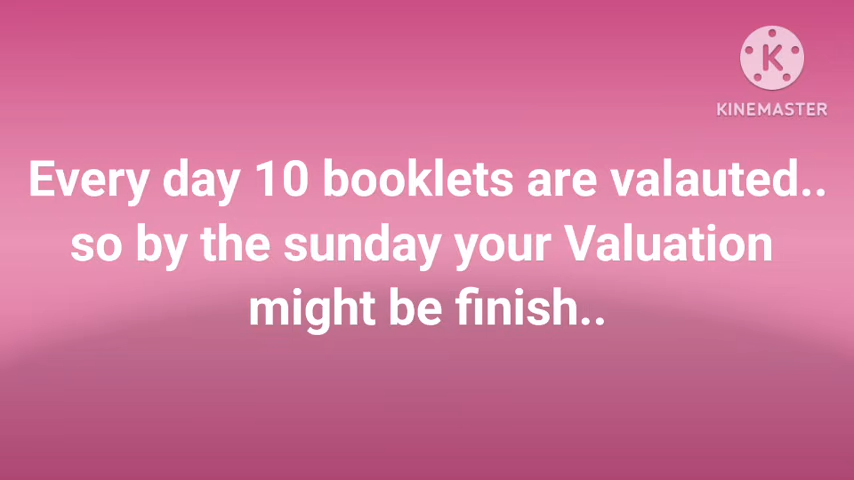 KINEMASTER
Every day 10 booklets are valauted..
so by the sunday your Valuation
might be finish..